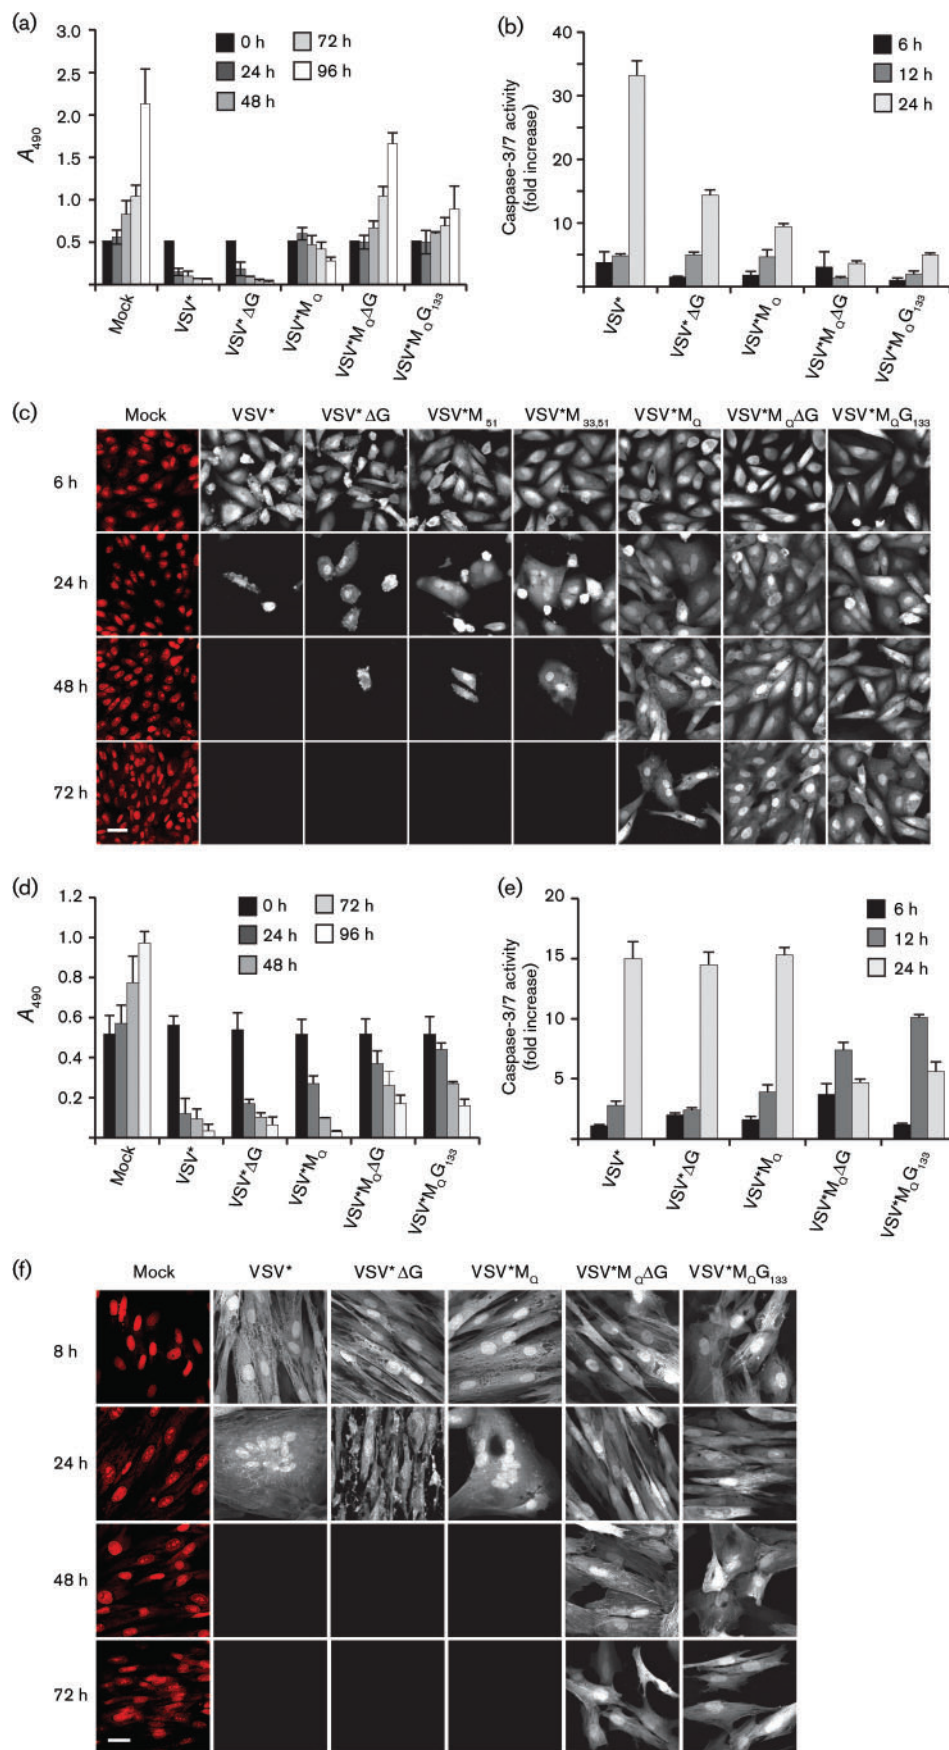 (a)
3.0
2.5
2.0
1.5
1.0
0.5
A490
0 h
24 h
48 h
72 h
96 h
Mock
VSV*
VSV*ΔG
VSV*MQ
VSV*MQΔG
VSV*MQG133
(b)
40
30
20
10
Caspase-3/7 activity
(fold increase)
6 h
12 h
24 h
VSV*
VSV*ΔG
VSV*MQ
VSV*MQΔG
VSV*MQG133
(c)
Mock VSV* VSV*ΔG VSV*M51 VSV*M33,51 VSV*MQ VSV*MQΔG VSV*MQG133
6 h
24 h
48 h
72 h
(d)
1.2
1.0
0.8
0.6
0.4
0.2
A490
0 h
24 h
48 h
72 h
96 h
Mock
VSV*
VSV*ΔG
VSV*MQ
VSV*MQΔG
VSV*MQG133
(e)
20
15
10
5
Caspase-3/7 activity
(fold increase)
6 h
12 h
24 h
VSV*
VSV*ΔG
VSV*MQ
VSV*MQΔG
VSV*MQG133
(f)
Mock VSV* VSV*ΔG VSV*MQ VSV*MQΔG VSV*MQG133
8 h
24 h
48 h
72 h